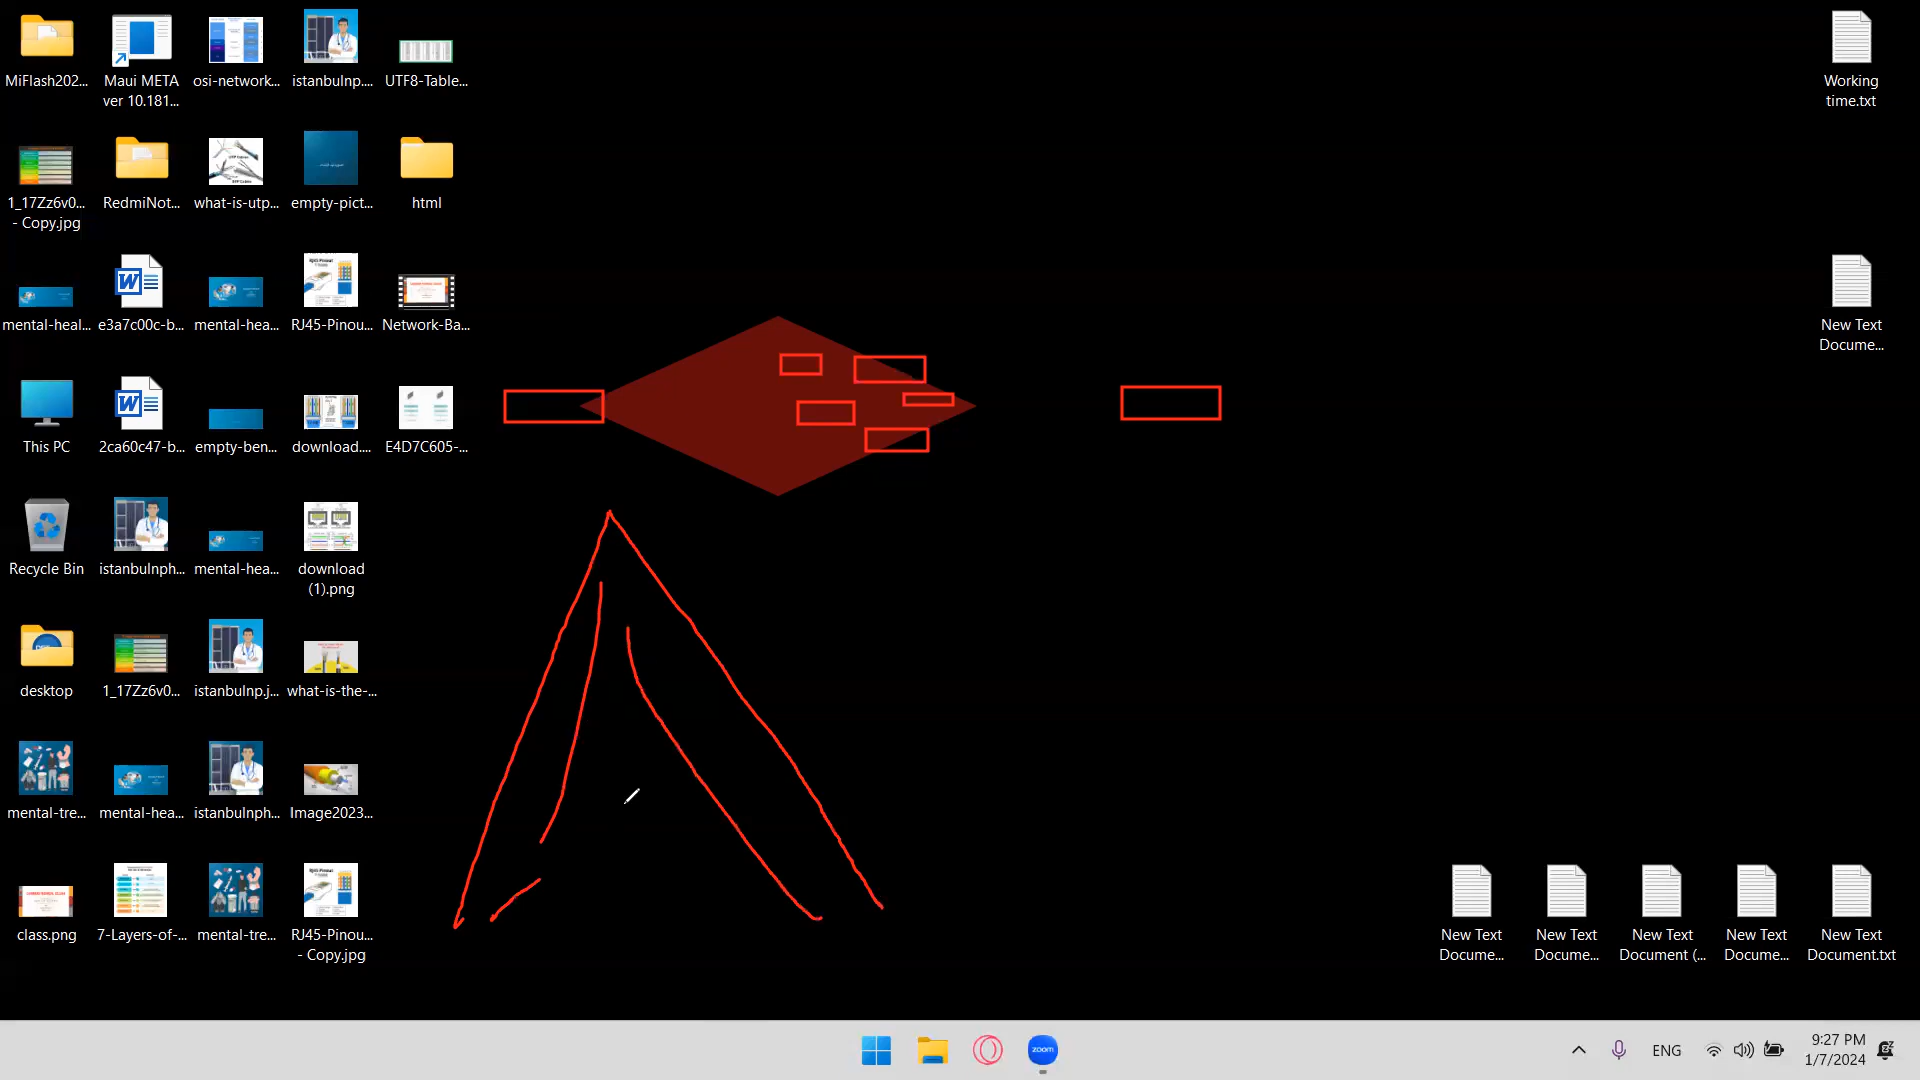 MiFlash202...
Maui META
ver 10.181...
osi-network...
istanbulnp....
UTF8-Table...
Working
time.txt
1_17Zz6v0...
- Copy.jpg
RedmiNot...
what-is-utp...
empty-pict...
html
mental-heal...
e3a7c00c-b...
mental-hea...
RJ45-Pinou...
Network-Ba...
New Text
Docume...
This PC
2ca60c47-b...
empty-ben...
download....
E4D7C605-...
Recycle Bin
istanbulnph...
mental-hea...
download
(1).png
desktop
1_17Zz6v0...
istanbulnp.j...
what-is-the-...
mental-tre...
mental-hea...
istanbulnph...
Image2023...
class.png
7-Layers-of-...
mental-tre...
RJ45-Pinou...
- Copy.jpg
New Text
Docume...
New Text
Docume...
New Text
Document (...
New Text
Docume...
New Text
Document.txt
zoom
ENG
9:27 PM
1/7/2024